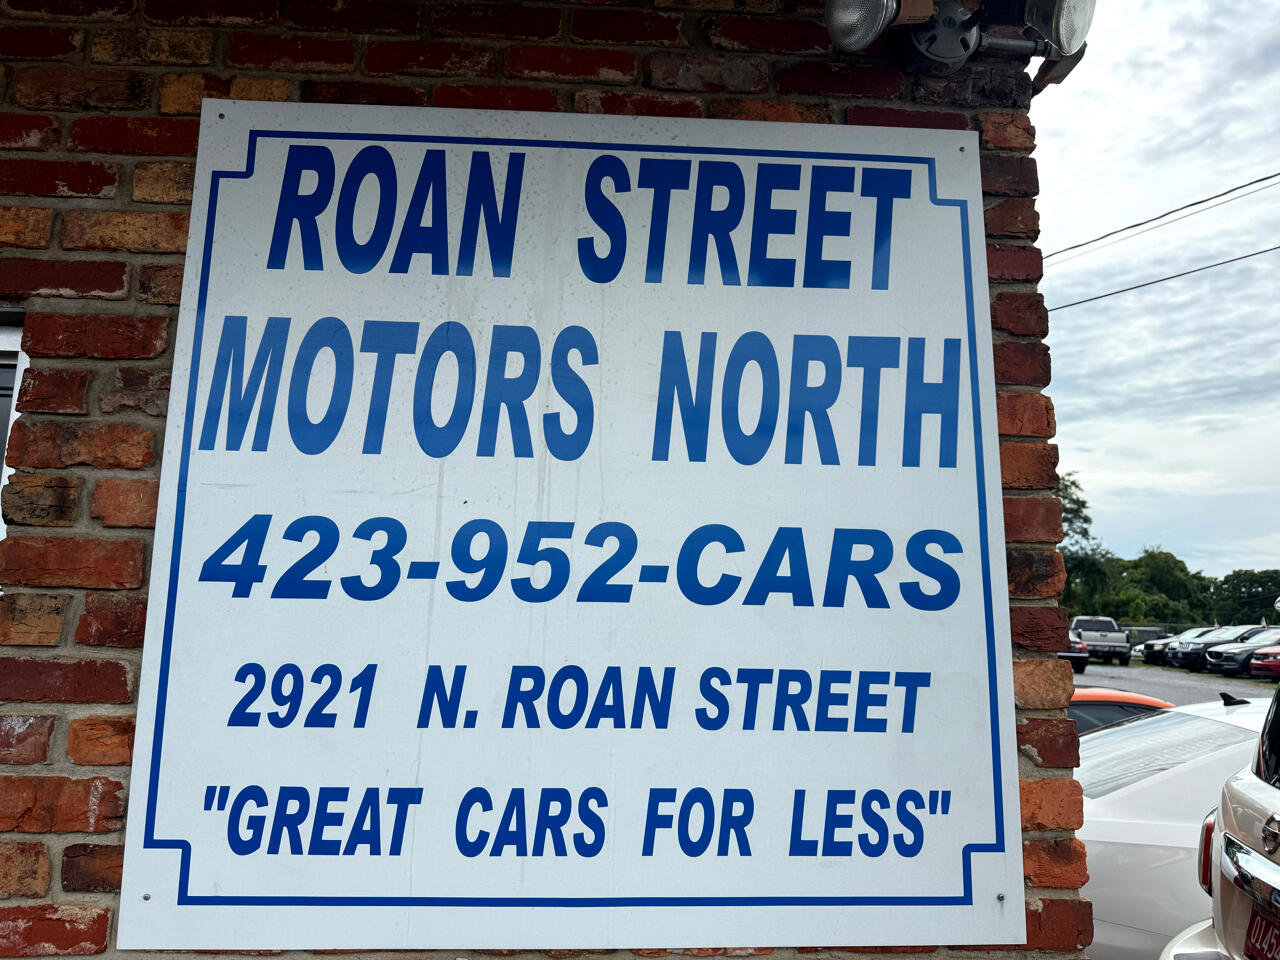 ROAN STREET
MOTORS NORTH
423-952-CARS
2921 N. ROAN STREET
"GREAT CARS FOR LESS"